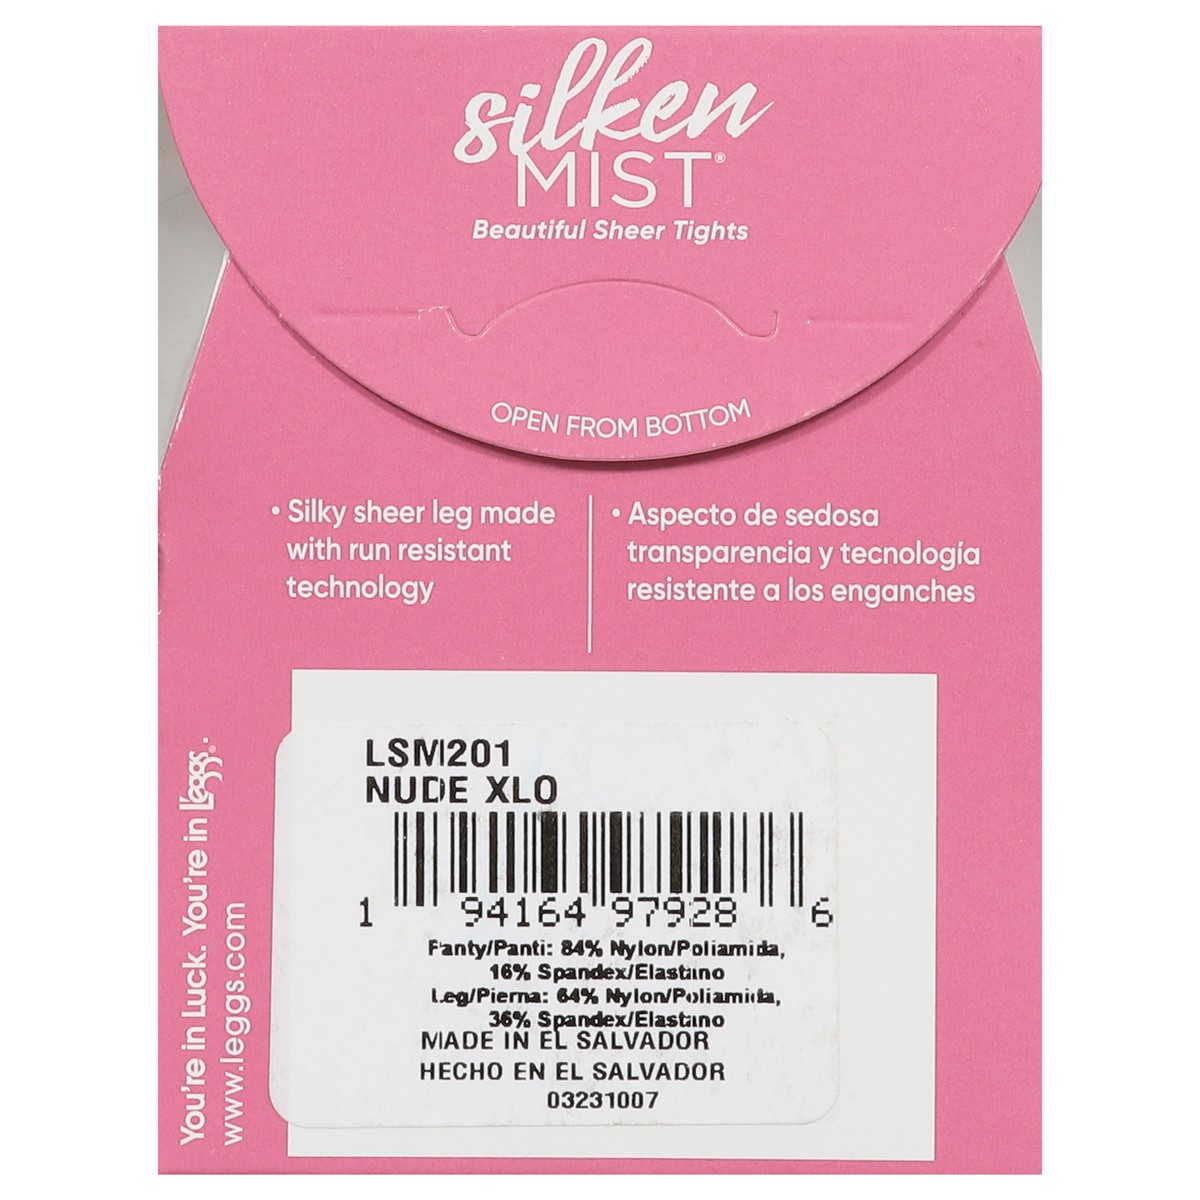 silken
MIST®
Beautiful Sheer Tights
OPEN FROM BOTTOM
• Silky sheer leg made
with run resistant
technology
• Aspecto de sedosa
transparencia y tecnología
resistente a los enganches
LSM201
NUDE XLO
1 94164 97928 6
Panty/Panti: 84% Nylon/Poliamida,
16% Spandex/Elastano
Leg/Pierna: 64% Nylon/Poliamida,
36% Spandex/Elastano
MADE IN EL SALVADOR
HECHO EN EL SALVADOR
03231007
You're in Luck. You're in L'eggs®.
www.leggs.com